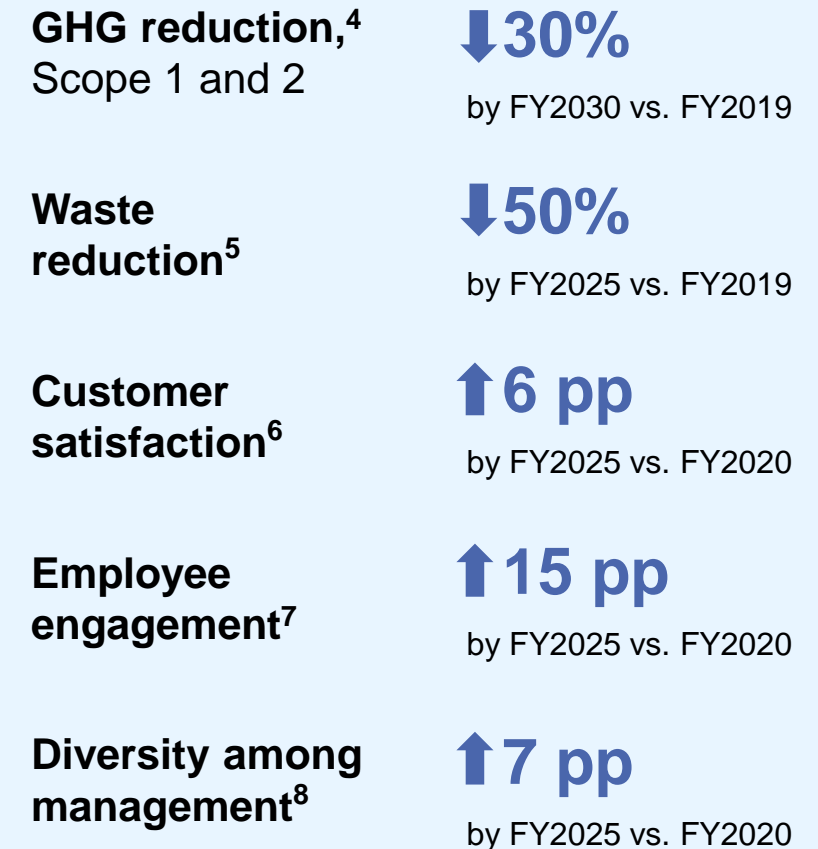 GHG reduction,⁴
Scope 1 and 2
⬇30%
by FY2030 vs. FY2019
Waste
reduction⁵
⬇50%
by FY2025 vs. FY2019
Customer
satisfaction⁶
⬆6 pp
by FY2025 vs. FY2020
Employee
engagement⁷
⬆15 pp
by FY2025 vs. FY2020
Diversity among
management⁸
⬆7 pp
by FY2025 vs. FY2020